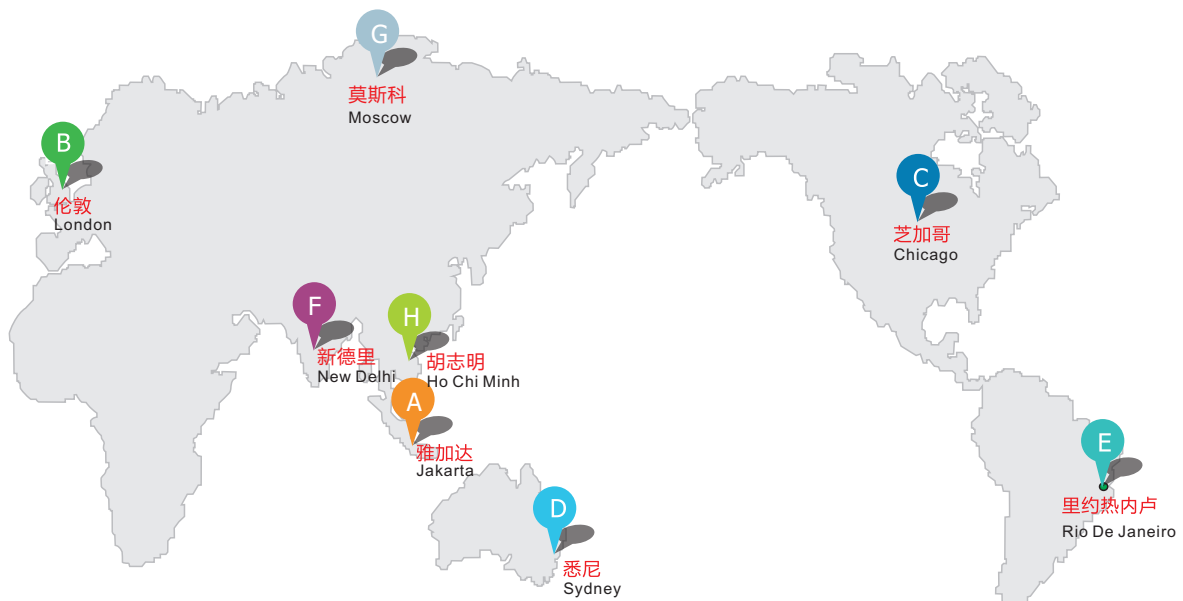 G
莫斯科
Moscow
B
伦敦
London
C
芝加哥
Chicago
F
新德里
New Delhi
H
胡志明
Ho Chi Minh
A
雅加达
Jakarta
E
里约热内卢
Rio De Janeiro
D
悉尼
Sydney